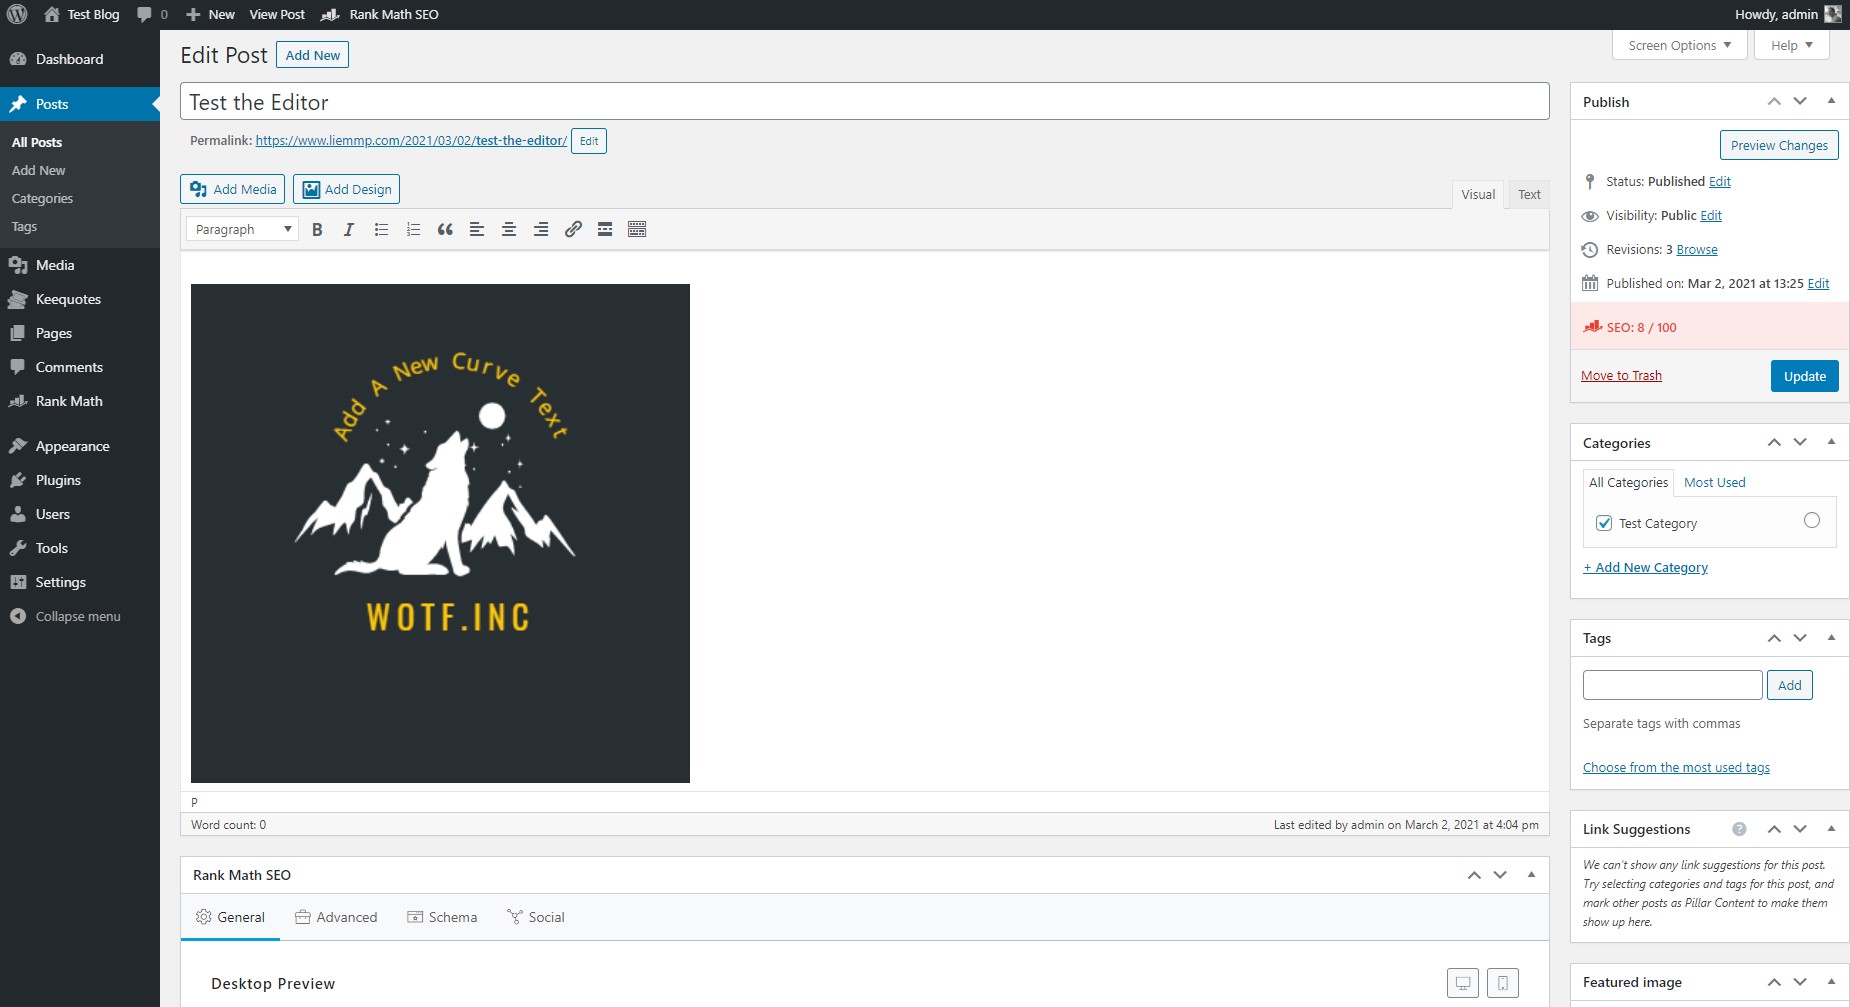 Test Blog 0 New View Post Rank Math SEO Howdy, admin
Dashboard
Posts
All Posts
Add New
Categories
Tags
Media
Keequotes
Pages
Comments
Rank Math
Appearance
Plugins
Users
Tools
Settings
Collapse menu
Screen Options Help
Edit Post Add New
Test the Editor
Permalink: https://www.liemmp.com/2021/03/02/test-the-editor/ Edit
Add Media Add Design
Visual Text
Paragraph B I
Add A New Curve Text
WOTF.INC
P
Word count: 0 Last edited by admin on March 2, 2021 at 4:04 pm
Rank Math SEO
General Advanced Schema Social
Desktop Preview
Publish
Preview Changes
Status: Published Edit
Visibility: Public Edit
Revisions: 3 Browse
Published on: Mar 2, 2021 at 13:25 Edit
SEO: 8 / 100
Move to Trash Update
Categories
All Categories Most Used
Test Category
+ Add New Category
Tags
Add
Separate tags with commas
Choose from the most used tags
Link Suggestions ?
We can't show any link suggestions for this post.
Try selecting categories and tags for this post, and
mark other posts as Pillar Content to make them
show up here.
Featured image